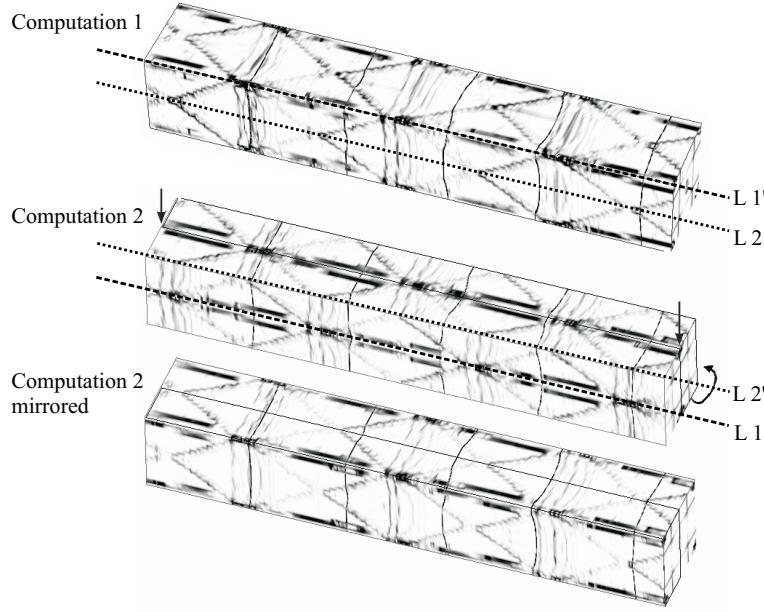 Computation 1
L 1'
L 2
Computation 2
L 2'
L 1
Computation 2
mirrored